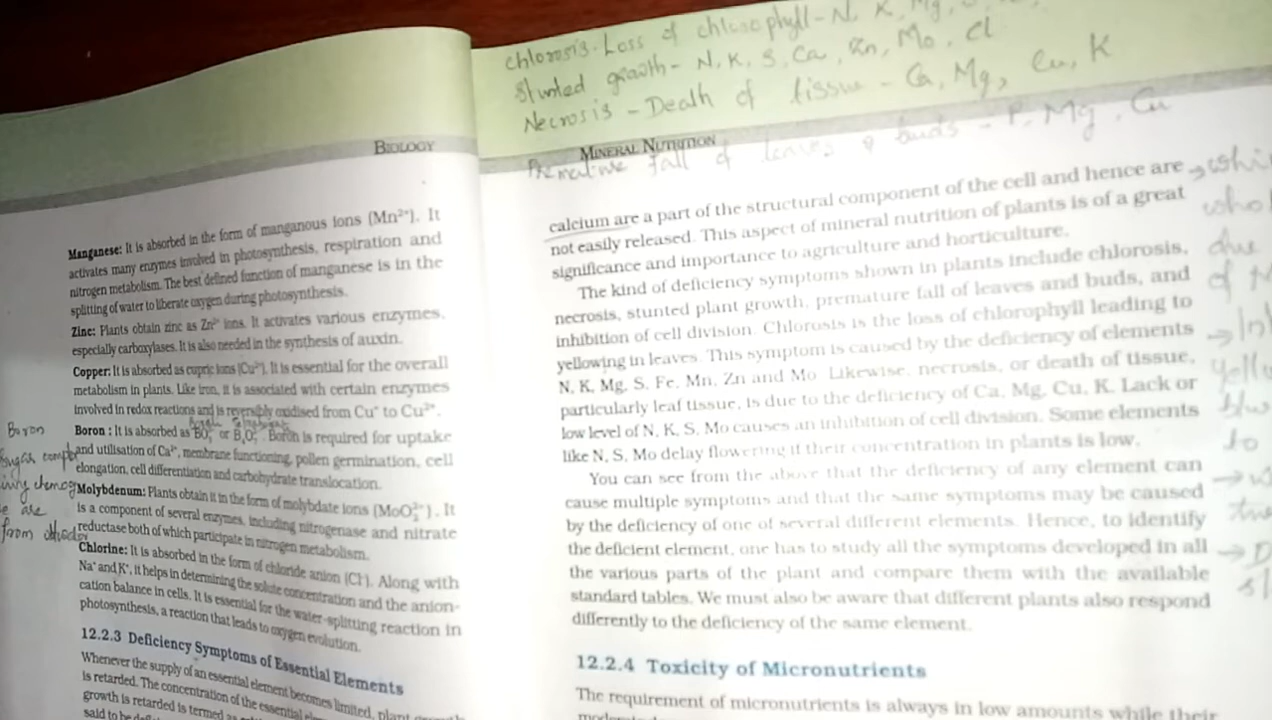 BIOLOGY
Manganese: It is absorbed in the form of manganous ions (Mn²⁺). It
activates many enzymes involved in photosynthesis, respiration and
nitrogen metabolism. The best defined function of manganese is in the
splitting of water to liberate oxygen during photosynthesis.
Zinc: Plants obtain zinc as Zn²⁺ ions. It activates various enzymes,
especially carboxylases. It is also needed in the synthesis of auxin.
Copper: It is absorbed as cupric ions (Cu²⁺). It is essential for the overall
metabolism in plants. Like iron, it is associated with certain enzymes
involved in redox reactions and is reversibly oxidised from Cu⁺ to Cu²⁺.
Boron : It is absorbed as BO₃³⁻ or B₄O₇²⁻. Boron is required for uptake
and utilisation of Ca²⁺, membrane functioning, pollen germination, cell
elongation, cell differentiation and carbohydrate translocation.
Molybdenum: Plants obtain it in the form of molybdate ions (MoO₂²⁺). It
is a component of several enzymes, including nitrogenase and nitrate
reductase both of which participate in nitrogen metabolism.
Chlorine: It is absorbed in the form of chloride anion (Cl⁻). Along with
Na⁺ and K⁺, it helps in determining the solute concentration and the anion-
cation balance in cells. It is essential for the water-splitting reaction in
photosynthesis, a reaction that leads to oxygen evolution.
12.2.3 Deficiency Symptoms of Essential Elements
Whenever the supply of an essential element becomes limited, plant growth
is retarded. The concentration of the essential
growth is retarded is termed as
said to be
Boron
are
from other
chlorosis - Loss of chlorophyll - N, K, Mg,
Stunted growth - N, K, S, Ca, Zn, Mo, Cl
Necrosis - Death of tissue - Ca, Mg, Cu, K
MINERAL NUTRITION
Premature fall of leaves & buds - P, Mg, Cu
calcium are a part of the structural component of the cell and hence are
not easily released. This aspect of mineral nutrition of plants is of a great
significance and importance to agriculture and horticulture.
The kind of deficiency symptoms shown in plants include chlorosis,
necrosis, stunted plant growth, premature fall of leaves and buds, and
inhibition of cell division. Chlorosis is the loss of chlorophyll leading to
yellowing in leaves. This symptom is caused by the deficiency of elements
N, K, Mg, S, Fe, Mn, Zn and Mo. Likewise, necrosis, or death of tissue,
particularly leaf tissue, is due to the deficiency of Ca, Mg, Cu, K. Lack or
low level of N, K, S, Mo causes an inhibition of cell division. Some elements
like N, S, Mo delay flowering if their concentration in plants is low.
You can see from the above that the deficiency of any element can
cause multiple symptoms and that the same symptoms may be caused
by the deficiency of one of several different elements. Hence, to identify
the deficient element, one has to study all the symptoms developed in all
the various parts of the plant and compare them with the available
standard tables. We must also be aware that different plants also respond
differently to the deficiency of the same element.
12.2.4 Toxicity of Micronutrients
The requirement of micronutrients is always in low amounts while their
due
of
to